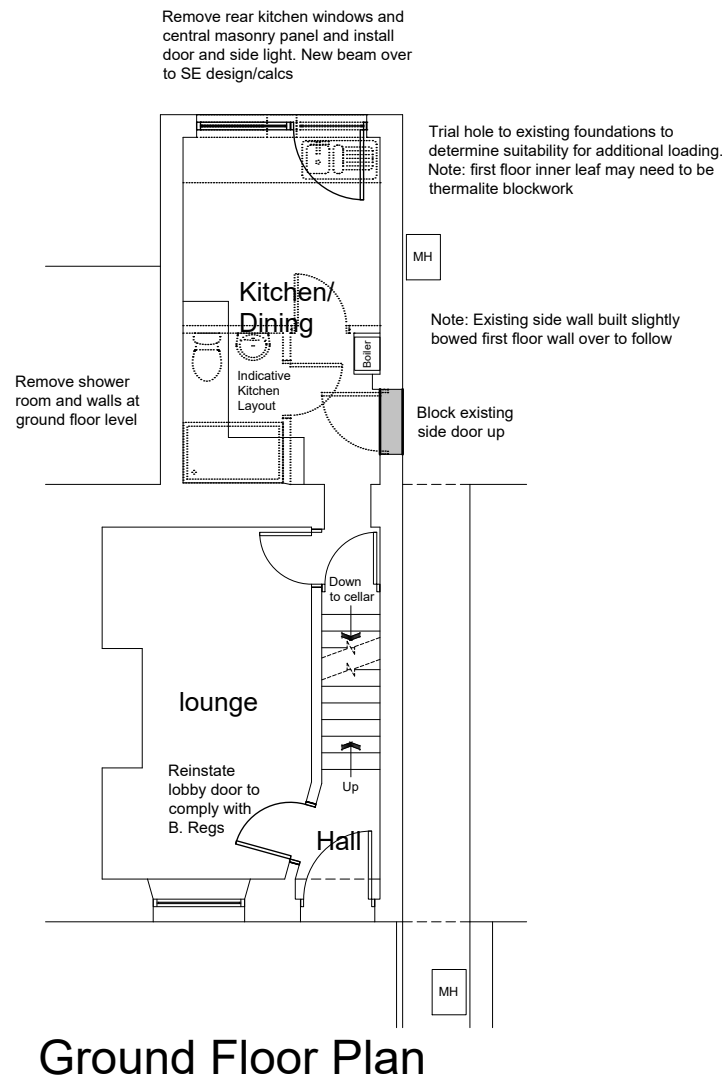 Remove rear kitchen windows and
central masonry panel and install
door and side light. New beam over
to SE design/calcs
Trial hole to existing foundations to
determine suitability for additional loading.
Note: first floor inner leaf may need to be
thermalite blockwork
MH
Kitchen/
Dining
Note: Existing side wall built slightly
bowed first floor wall over to follow
Boiler
Indicative
Kitchen
Layout
Remove shower
room and walls at
ground floor level
Block existing
side door up
Down
to cellar
lounge
Reinstate
lobby door to
comply with
B. Regs
Up
Hall
MH
Ground Floor Plan